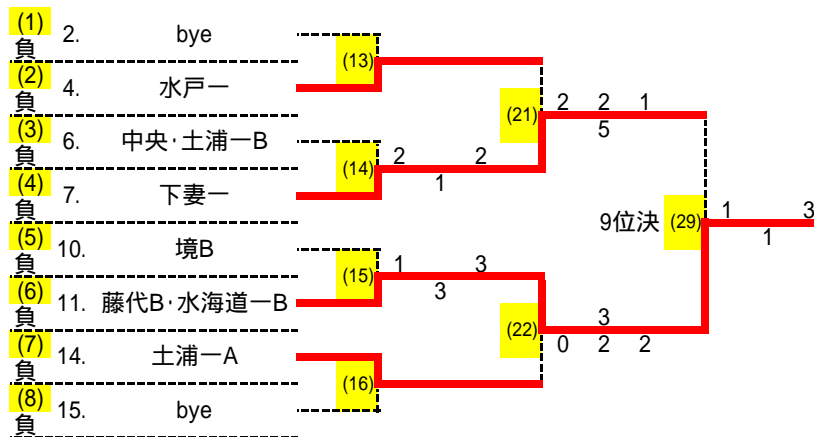 (1)
負 2. bye
(13)
(2)
負 4. 水戸一
(21) 2 2 1
5
(3)
負 6. 中央・土浦一B
(14) 2 2
1
(4)
負 7. 下妻一
9位決 (29) 1 3
1
(5)
負 10. 境B
(15) 1 3
3
(6)
負 11. 藤代B・水海道一B
(22) 3
0 2 2
(7)
負 14. 土浦一A
(16)
(8)
負 15. bye